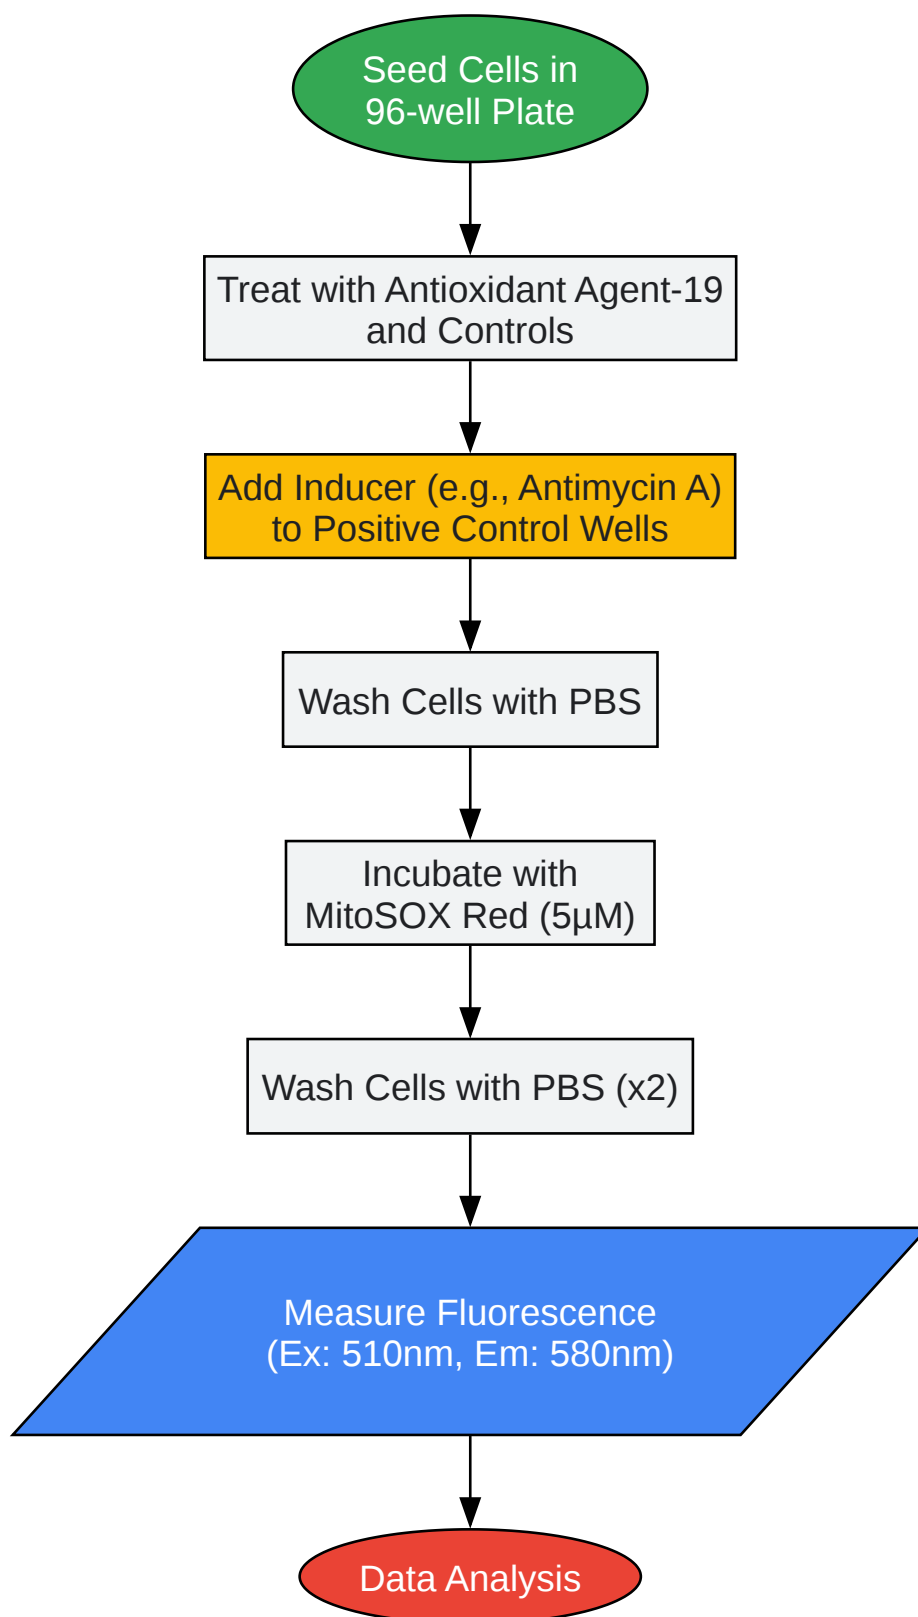 Seed Cells in
96-well Plate
Treat with Antioxidant Agent-19
and Controls
Add Inducer (e.g., Antimycin A)
to Positive Control Wells
Wash Cells with PBS
Incubate with
MitoSOX Red (5µM)
Wash Cells with PBS (x2)
Measure Fluorescence
(Ex: 510nm, Em: 580nm)
Data Analysis